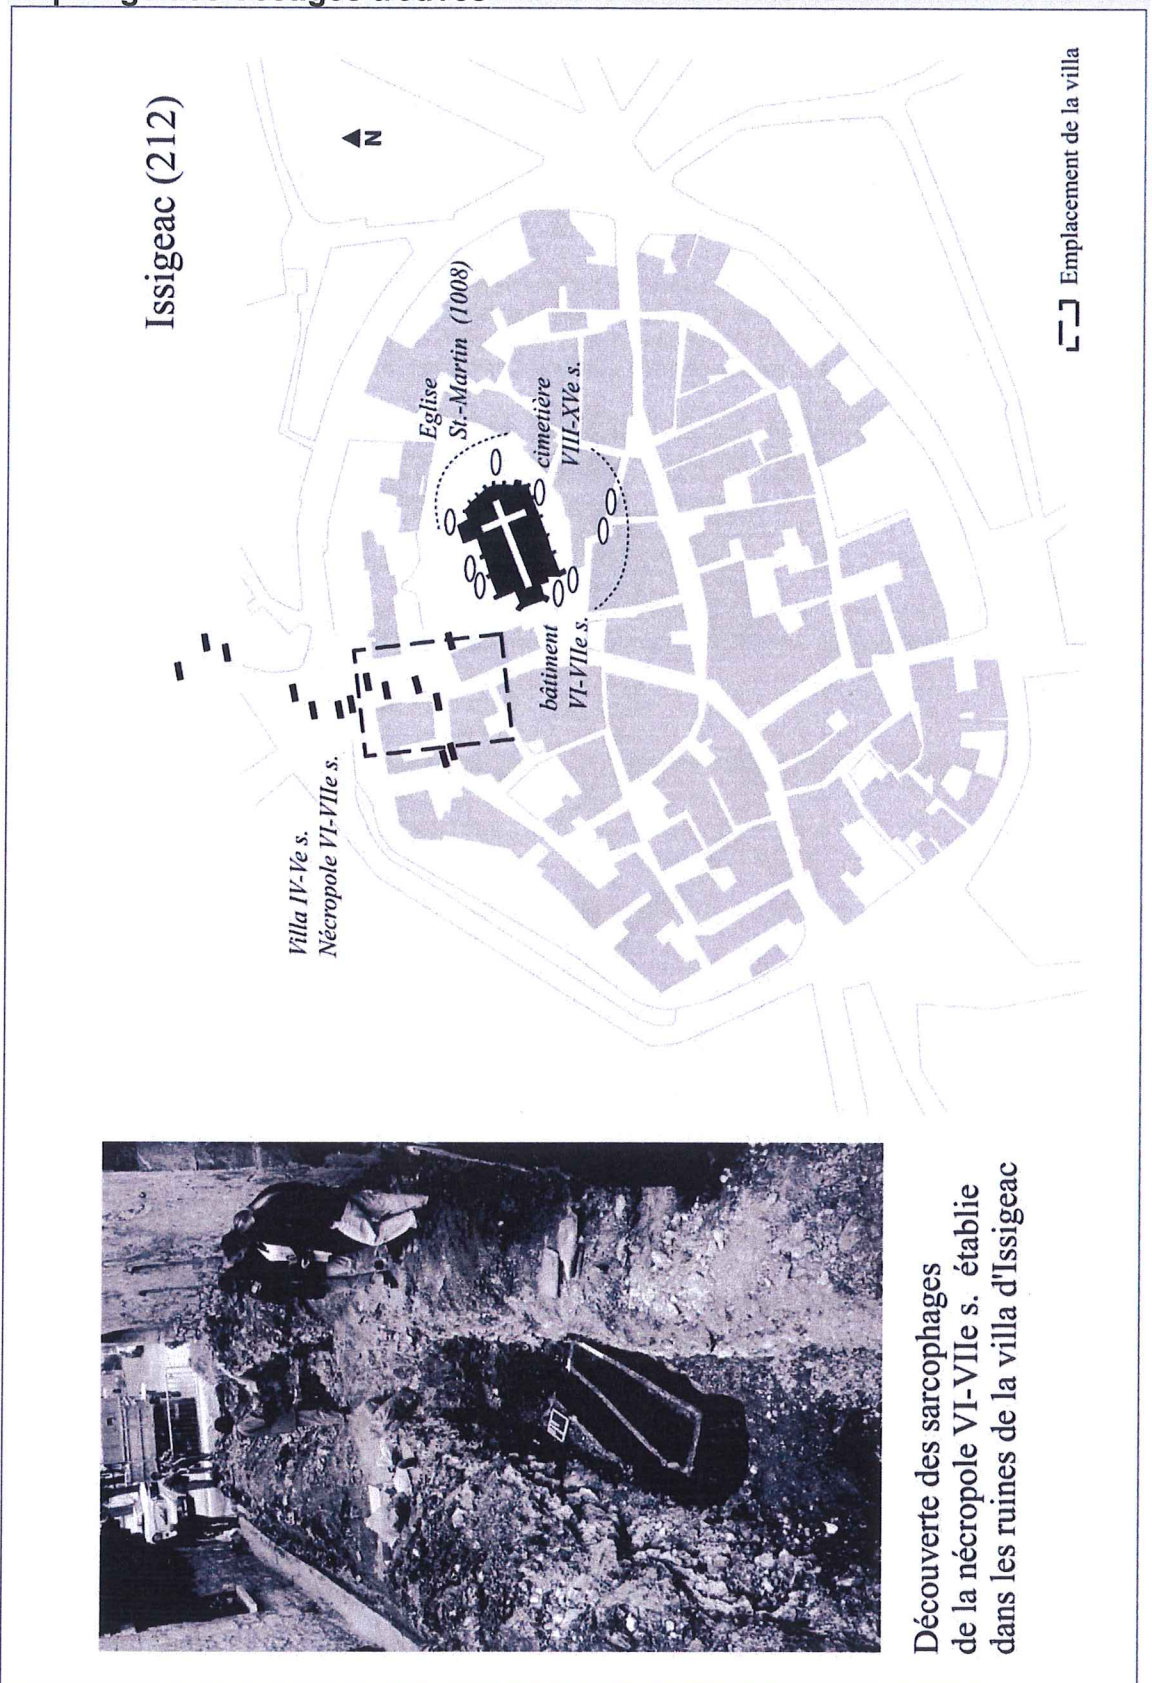 Issigeac (212)
N
Eglise
St.-Martin (1008)
cimetière
VIII-XVe s.
bâtiment
VI-VIIe s.
Villa IV-Ve s.
Nécropole VI-VIIe s.
Emplacement de la villa
Découverte des sarcophages
de la nécropole VI-VIIe s. établie
dans les ruines de la villa d'Issigeac